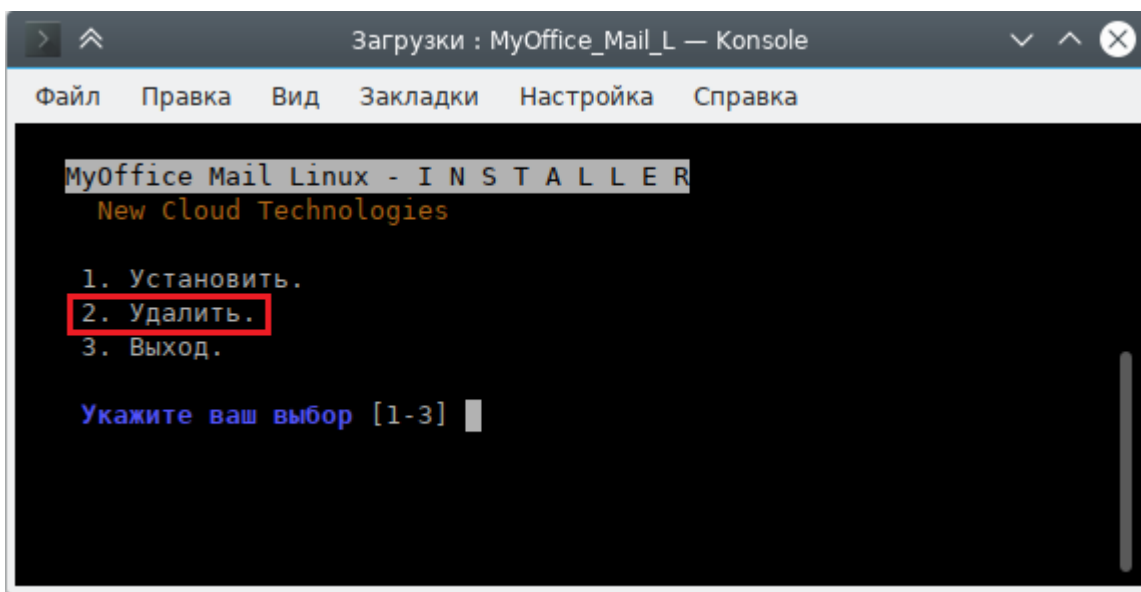 Загрузки : MyOffice_Mail_L — Konsole
Файл Правка Вид Закладки Настройка Справка
MyOffice Mail Linux - I N S T A L L E R
New Cloud Technologies
1. Установить.
2. Удалить.
3. Выход.
Укажите ваш выбор [1-3]